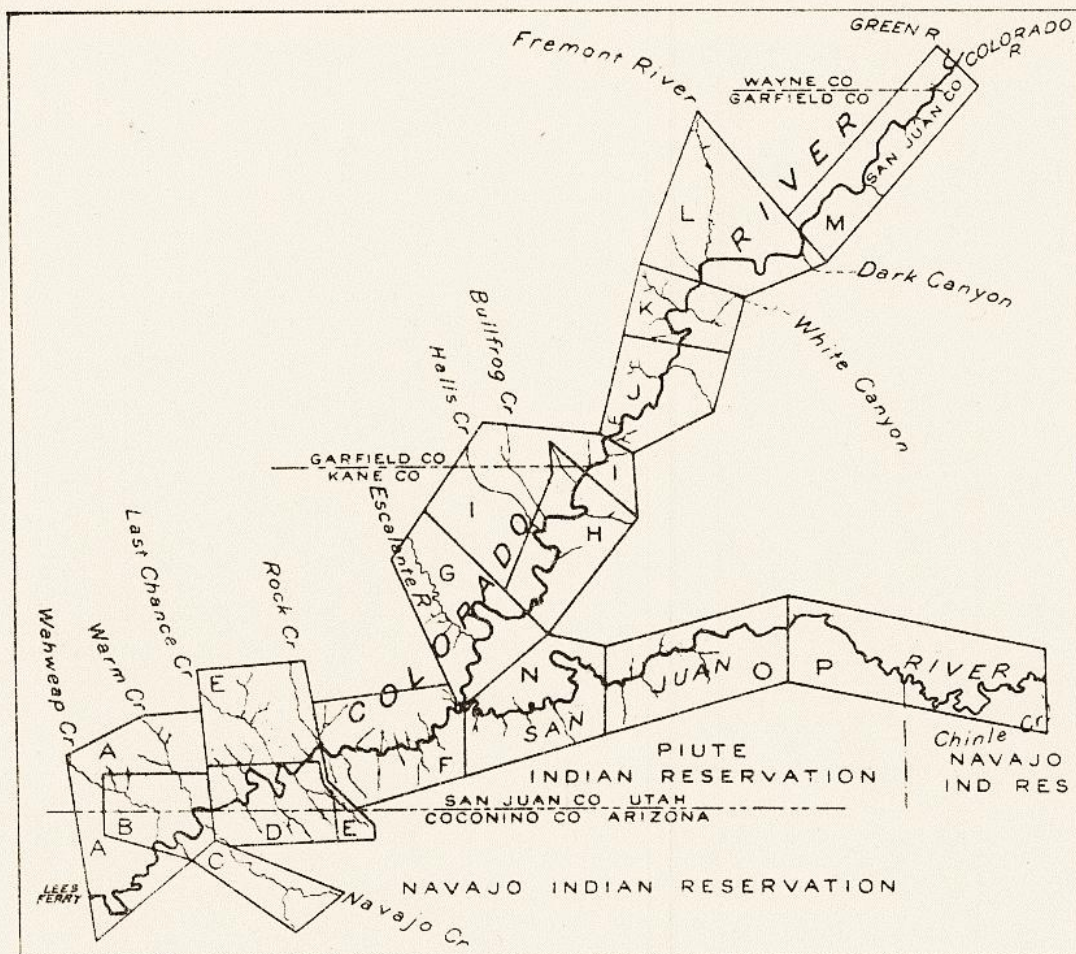 GREEN R
COLORADO
R
Fremont River
WAYNE CO
GARFIELD CO
SAN JUAN CO
RIVER
L
M
Dark Canyon
K
White Canyon
J
Bullfrog Cr
Halls Cr
GARFIELD CO
KANE CO
I
I
H
Escalante R
G
COLORADO
Last Chance Cr
Rock Cr
Warm Cr
Wahweap Cr
E
C
N
SAN
JUAN
O
P
RIVER
A
F
Chinle Cr
PIUTE
INDIAN RESERVATION
NAVAJO
IND RES
SAN JUAN CO UTAH
COCONINO CO ARIZONA
B
D
E
A
C
LEES
FERRY
NAVAJO INDIAN RESERVATION
Navajo Cr